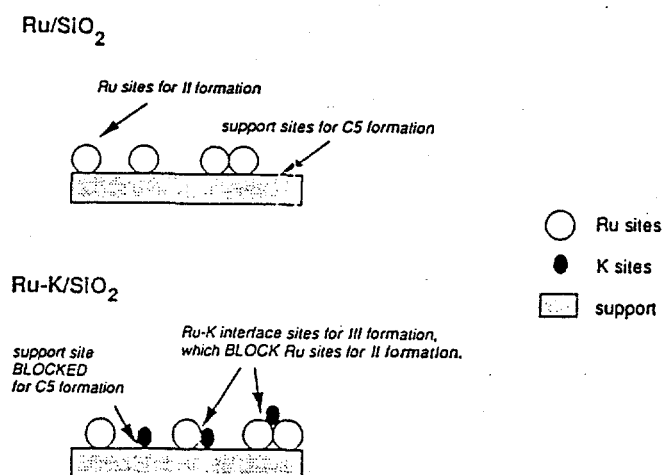 Ru/SiO2
Ru sites for II formation
support sites for C5 formation
Ru sites
K sites
support
Ru-K/SiO2
Ru-K interface sites for III formation,
which BLOCK Ru sites for II formation.
support site
BLOCKED
for C5 formation